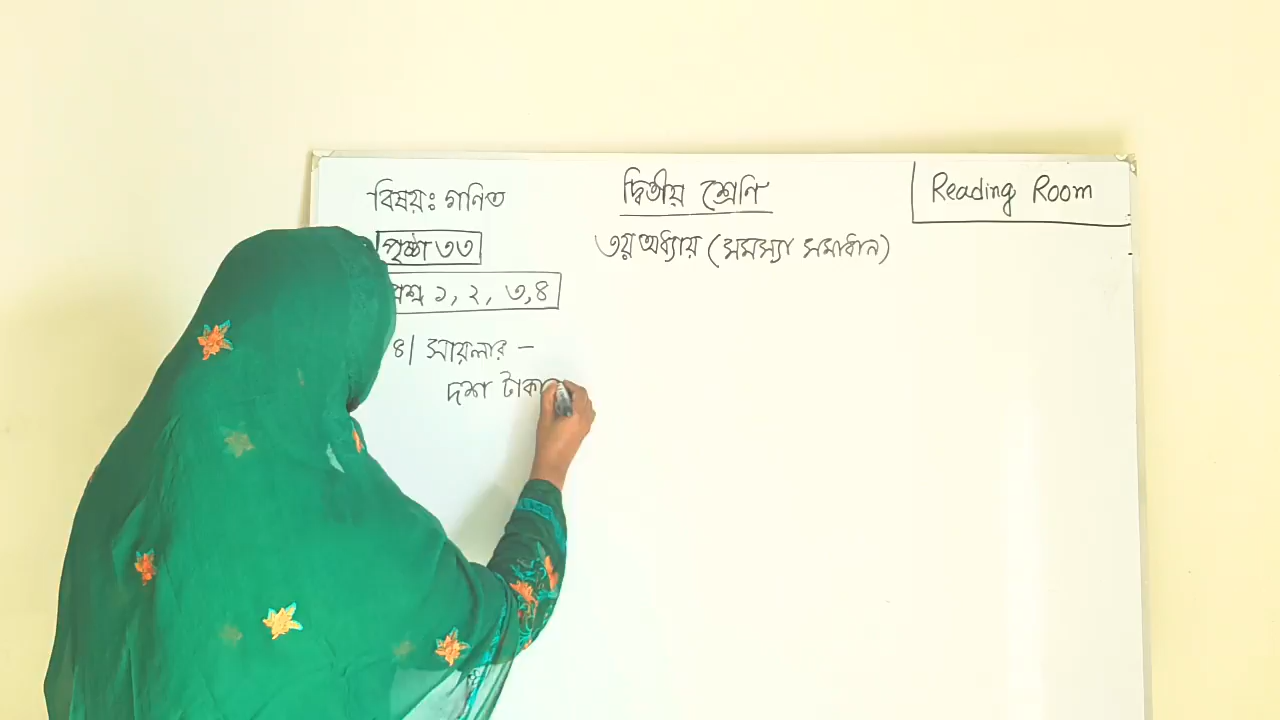 বিষয়ঃ গনিত
দ্বিতীয় শ্রেনি
Reading Room
পৃষ্ঠা ৩৩
৩য় অধ্যায় (সমস্যা সমাধান)
প্রশ্ন ১, ২, ৩,৪
৪| সায়লার -
দশ টাকার